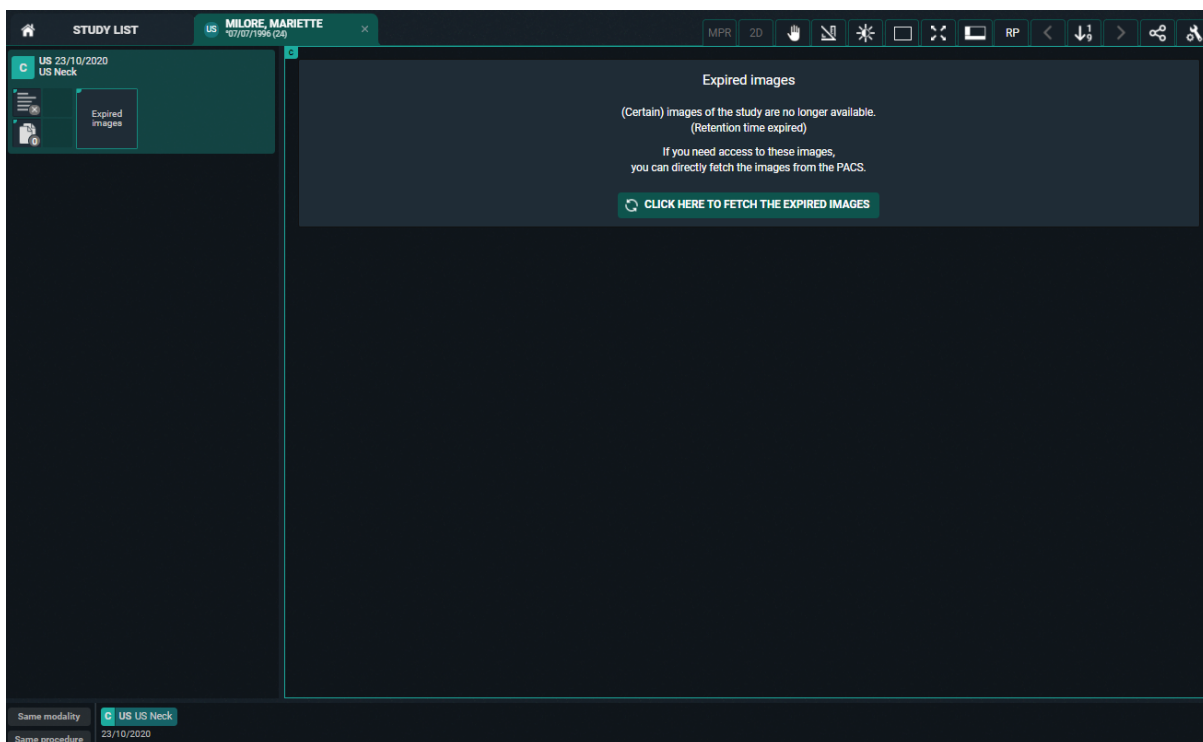 STUDY LIST
US
MILORE, MARIETTE
*07/07/1996 (24)
×
MPR
2D
RP
1
9
C
US 23/10/2020
US Neck
Expired
images
0
C
Expired images
(Certain) images of the study are no longer available.
(Retention time expired)
If you need access to these images,
you can directly fetch the images from the PACS.
CLICK HERE TO FETCH THE EXPIRED IMAGES
Same modality
C US US Neck
23/10/2020
Same procedure